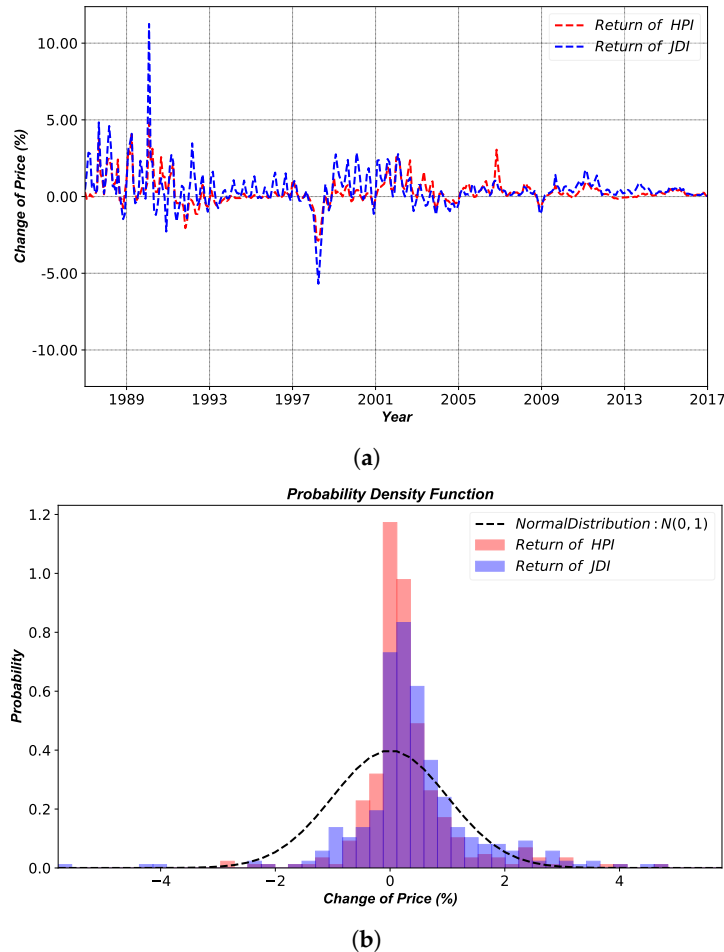 Return of HPI
Return of JDI
10.00
5.00
0.00
-5.00
-10.00
Change of Price (%)
1989 1993 1997 2001 2005 2009 2013 2017
Year
(a)
Probability Density Function
NormalDistribution : N(0, 1)
Return of HPI
Return of JDI
1.2
1.0
0.8
0.6
0.4
0.2
0.0
Probability
−4 −2 0 2 4
Change of Price (%)
(b)